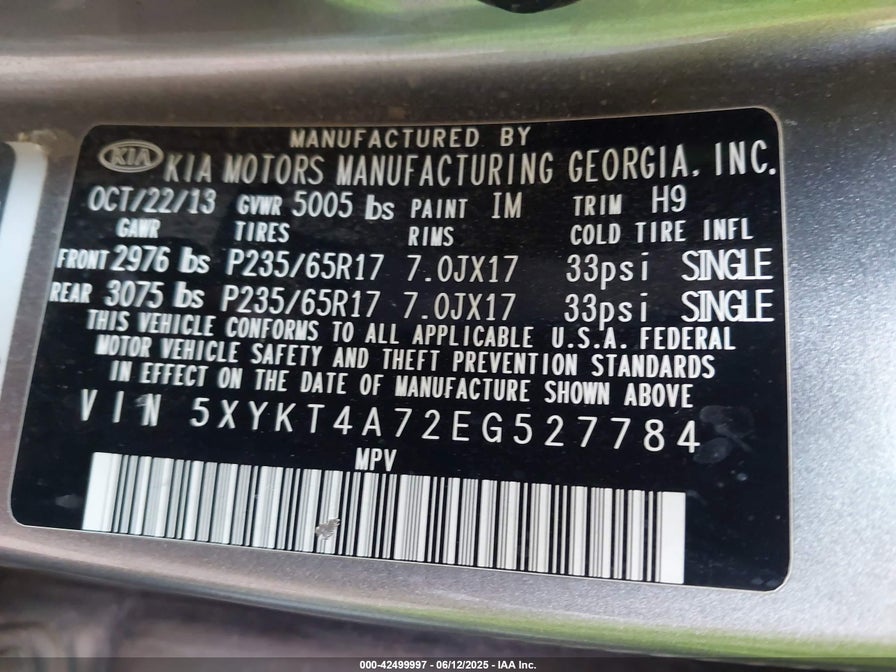 MANUFACTURED BY
KIA KIA MOTORS MANUFACTURING GEORGIA, INC.
OCT/22/13 GVWR 5005 lbs PAINT IM TRIM H9
GAWR TIRES RIMS COLD TIRE INFL
FRONT 2976 lbs P235/65R17 7.0JX17 33psi SINGLE
REAR 3075 lbs P235/65R17 7.0JX17 33psi SINGLE
THIS VEHICLE CONFORMS TO ALL APPLICABLE U.S.A. FEDERAL
MOTOR VEHICLE SAFETY AND THEFT PREVENTION STANDARDS
IN EFFECT ON THE DATE OF MANUFACTURE SHOWN ABOVE
VIN 5XYKT4A72EG527784
MPV
000-42499997 - 06/12/2025 - IAA Inc.